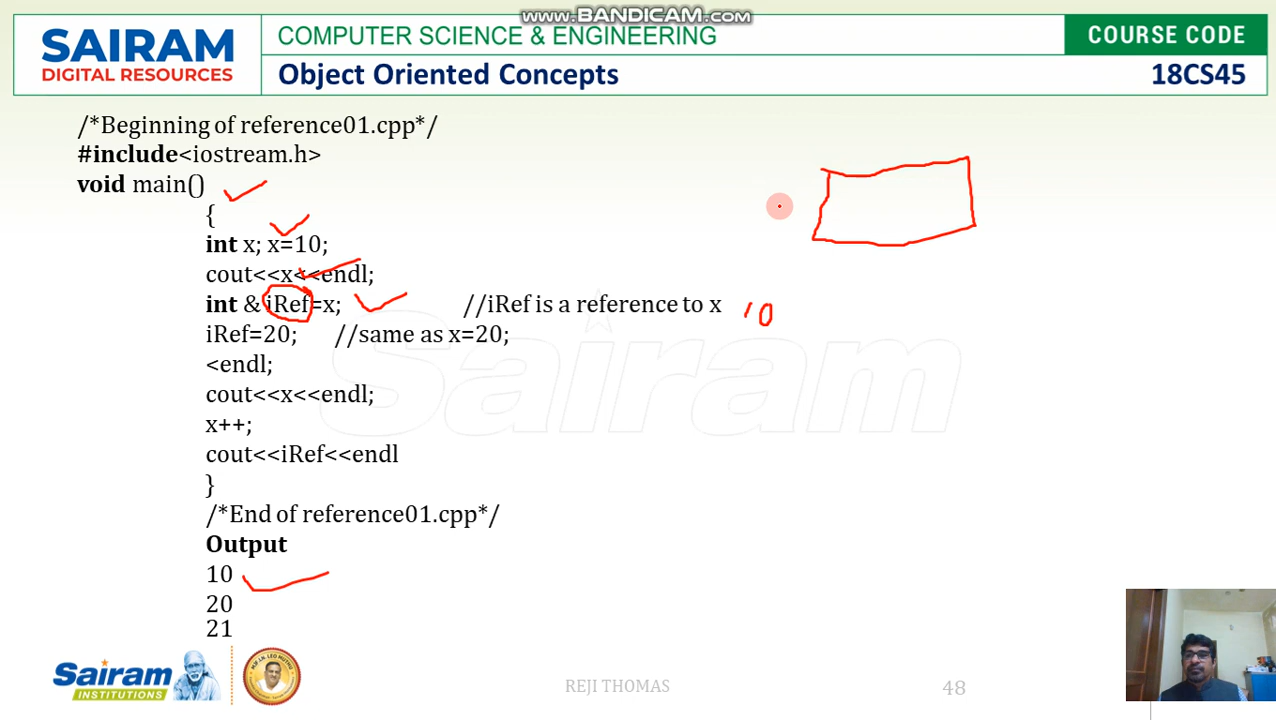 www.BANDICAM.com
SAIRAM
DIGITAL RESOURCES
COMPUTER SCIENCE & ENGINEERING
COURSE CODE
Object Oriented Concepts
18CS45
/*Beginning of reference01.cpp*/
#include<iostream.h>
void main()
{
int x; x=10;
cout<<x<<endl;
int & iRef=x; //iRef is a reference to x 10
iRef=20; //same as x=20;
<endl;
cout<<x<<endl;
x++;
cout<<iRef<<endl
}
/*End of reference01.cpp*/
Output
10
20
21
Sairam
Sairam
INSTITUTIONS
REJI THOMAS
48